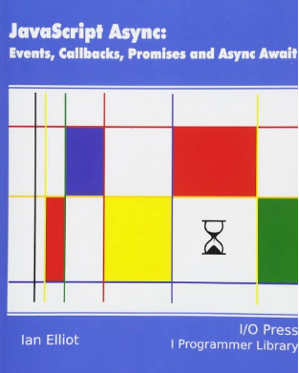 JavaScript Async:
Events, Callbacks, Promises and Async Await
Ian Elliot
I/O Press
I Programmer Library